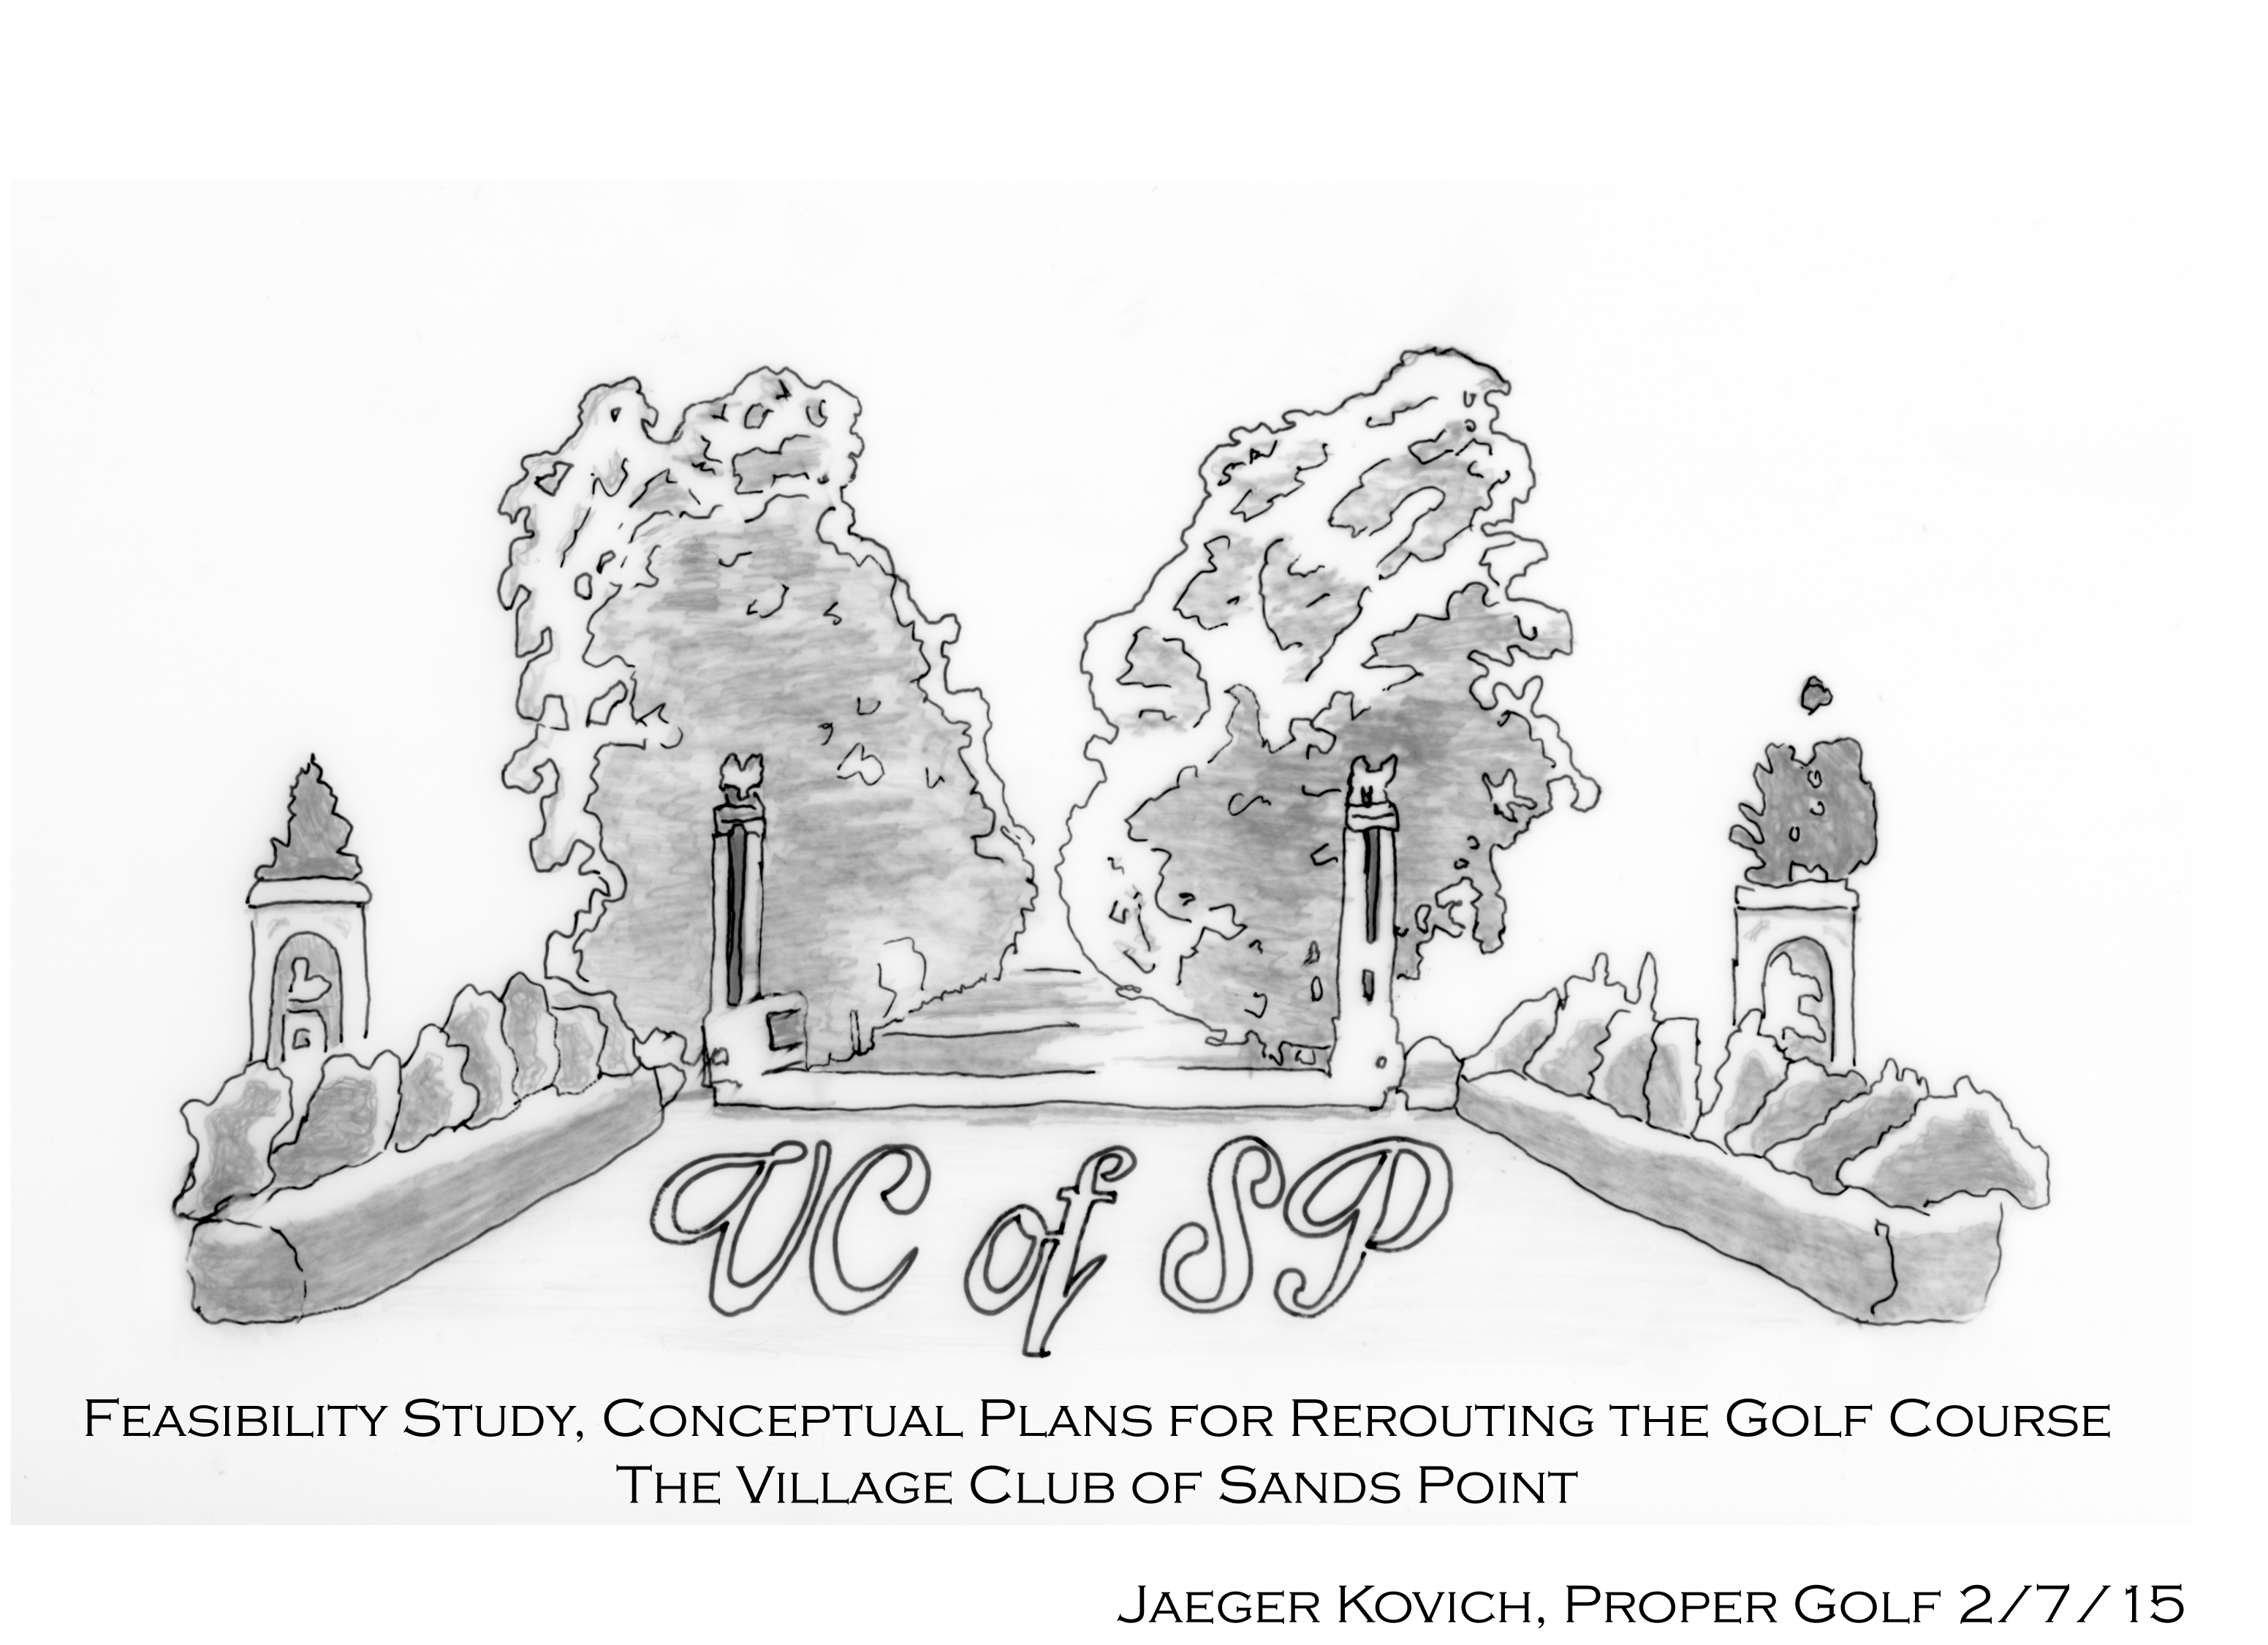 VC of SP
Feasibility Study, Conceptual Plans for Rerouting the Golf Course
The Village Club of Sands Point
Jaeger Kovich, Proper Golf 2/7/15